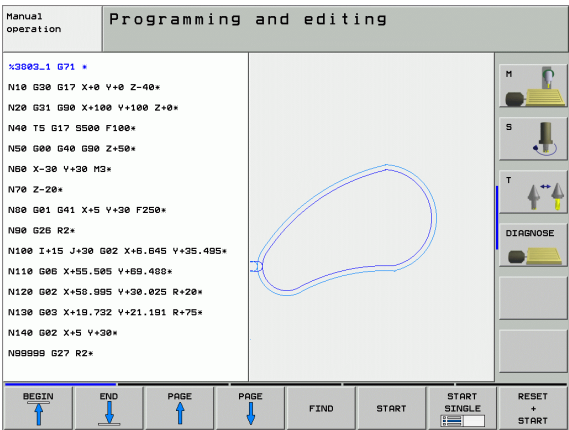 Manual
operation
Programming and editing
%3803_1 G71 *
N10 G30 G17 X+0 Y+0 Z-40*
N20 G31 G90 X+100 Y+100 Z+0*
N40 T5 G17 S500 F100*
N50 G00 G40 G90 Z+50*
N60 X-30 Y+30 M3*
N70 Z-20*
N80 G01 G41 X+5 Y+30 F250*
N90 G26 R2*
N100 I+15 J+30 G02 X+6.645 Y+35.495*
N110 G06 X+55.505 Y+69.488*
N120 G02 X+58.995 Y+30.025 R+20*
N130 G03 X+19.732 Y+21.191 R+75*
N140 G02 X+5 Y+30*
N99999 G27 R2*
M
S
T
DIAGNOSE
BEGIN
END
PAGE
PAGE
FIND
START
START
SINGLE
RESET
+
START